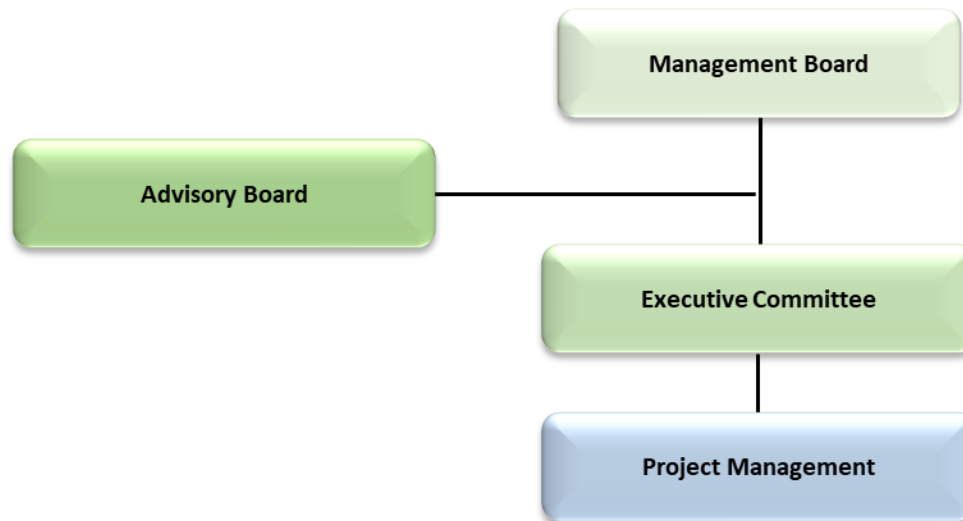 Management Board
Advisory Board
Executive Committee
Project Management